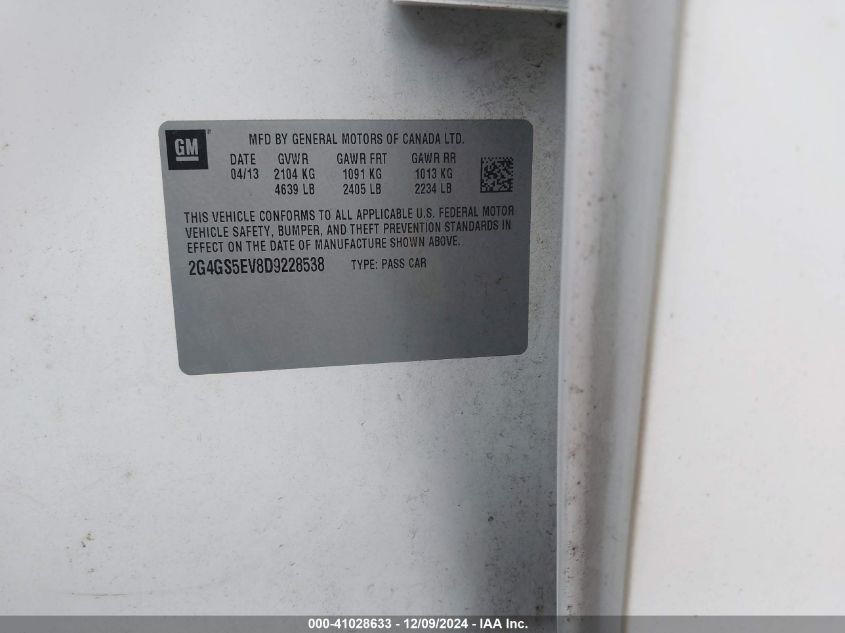 GM
MFD BY GENERAL MOTORS OF CANADA LTD.
DATE GVWR GAWR FRT GAWR RR
04/13 2104 KG 1091 KG 1013 KG
4639 LB 2405 LB 2234 LB
THIS VEHICLE CONFORMS TO ALL APPLICABLE U.S. FEDERAL MOTOR
VEHICLE SAFETY, BUMPER, AND THEFT PREVENTION STANDARDS IN
EFFECT ON THE DATE OF MANUFACTURE SHOWN ABOVE.
2G4GS5EV8D9228538 TYPE: PASS CAR
000-41028633 - 12/09/2024 - IAA Inc.